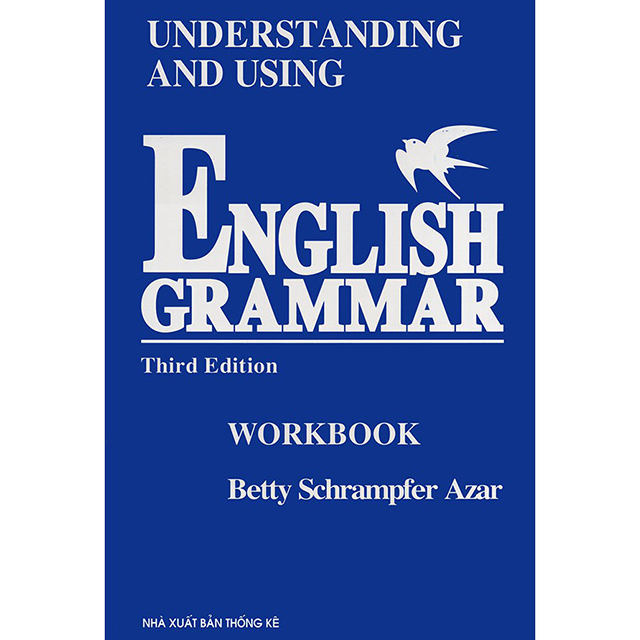 UNDERSTANDING
AND USING
ENGLISH
GRAMMAR
Third Edition
WORKBOOK
Betty Schrampfer Azar
NHÀ XUẤT BẢN THỐNG KÊ